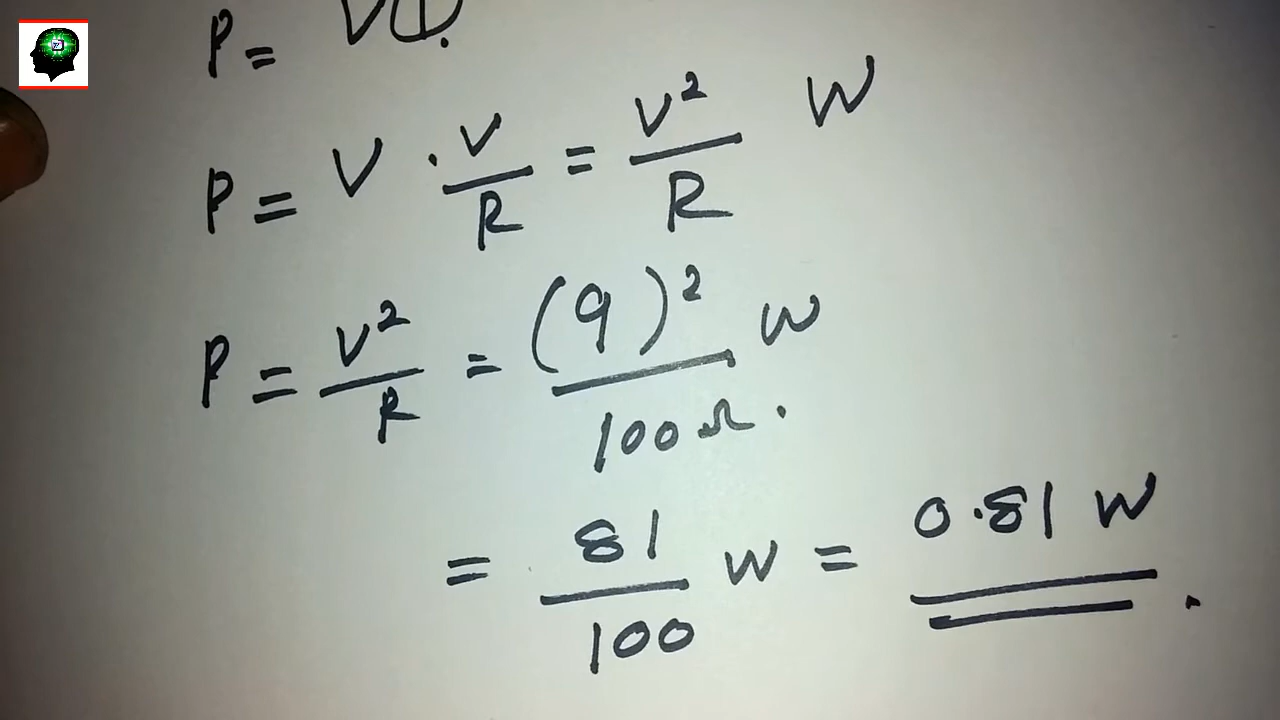 P = VI.
P = V · V/R = V²/R W
P = V²/R = (9)²/100Ω. W
= 81/100 W = 0.81 W.